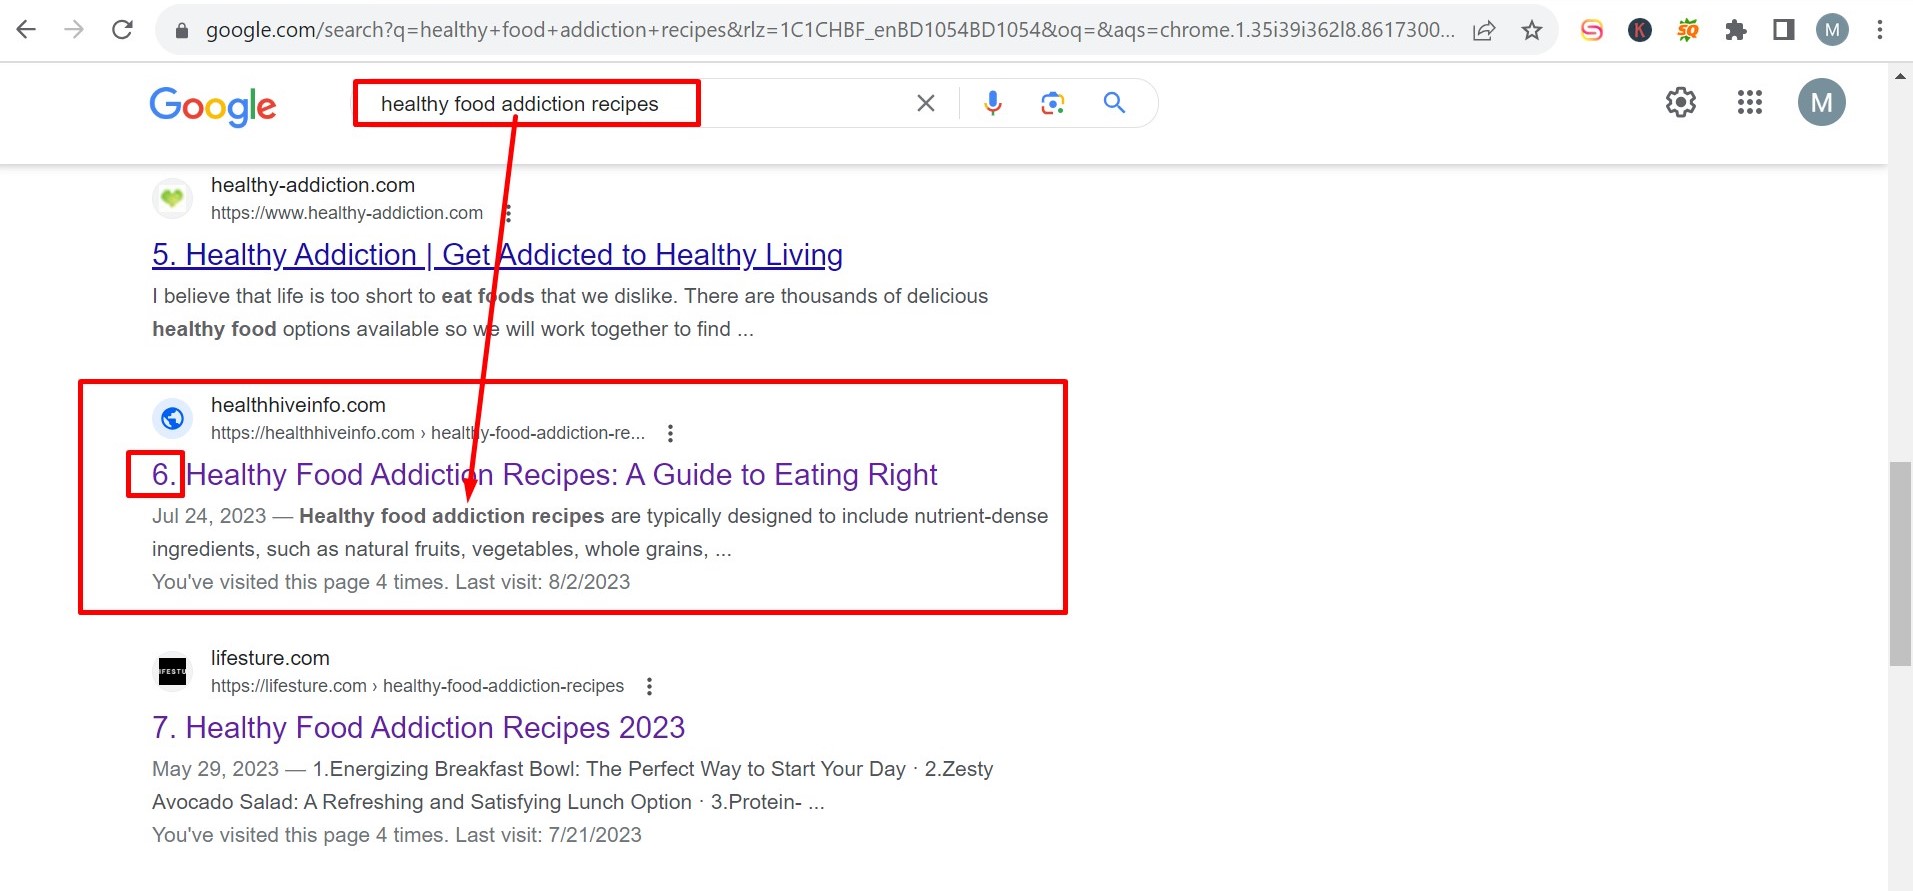 google.com/search?q=healthy+food+addiction+recipes&rlz=1C1CHBF_enBD1054BD1054&oq=&aqs=chrome.1.35i39i362l8.8617300...
K
SQ
M
Google
healthy food addiction recipes
M
healthy-addiction.com
https://www.healthy-addiction.com
5. Healthy Addiction | Get Addicted to Healthy Living
I believe that life is too short to eat foods that we dislike. There are thousands of delicious
healthy food options available so we will work together to find ...
healthhiveinfo.com
https://healthhiveinfo.com › healthy-food-addiction-re...
6. Healthy Food Addiction Recipes: A Guide to Eating Right
Jul 24, 2023 — Healthy food addiction recipes are typically designed to include nutrient-dense
ingredients, such as natural fruits, vegetables, whole grains, ...
You've visited this page 4 times. Last visit: 8/2/2023
lifesture.com
IFESTU
https://lifesture.com › healthy-food-addiction-recipes
7. Healthy Food Addiction Recipes 2023
May 29, 2023 — 1.Energizing Breakfast Bowl: The Perfect Way to Start Your Day · 2.Zesty
Avocado Salad: A Refreshing and Satisfying Lunch Option · 3.Protein- ...
You've visited this page 4 times. Last visit: 7/21/2023